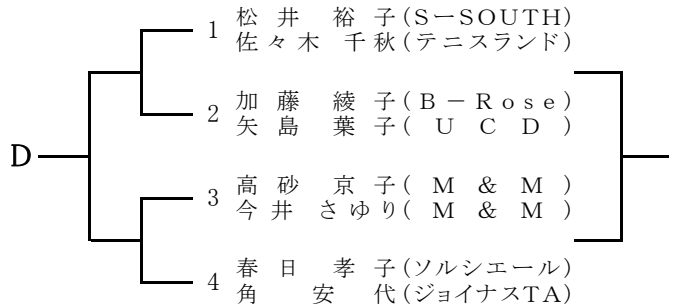 松井 裕子(S－SOUTH)
1
佐々木 千秋(テニスランド)
加藤 綾子(B－Rose)
2
矢島 葉子(UCD)
D
高砂 京子(M&M)
3
今井 さゆり(M&M)
春日 孝子(ソルシエール)
4
角 安代(ジョイナスTA)